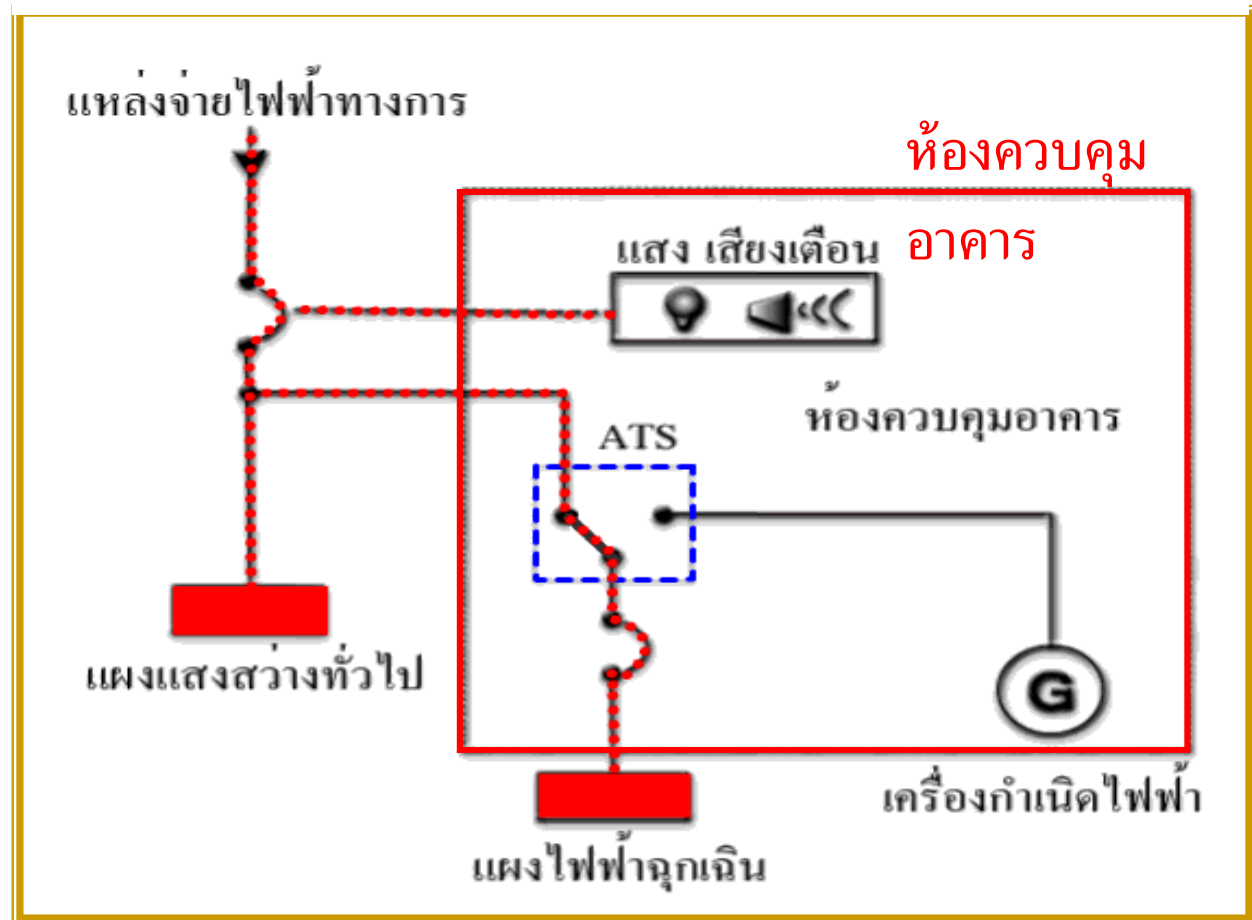 แหล่งจ่ายไฟฟ้าทางการ
ห้องควบคุม
อาคาร
แสง เสียงเตือน
ห้องควบคุมอาคาร
ATS
แผงแสงสว่างทั่วไป
G
เครื่องกำเนิดไฟฟ้า
แผงไฟฟ้าฉุกเฉิน